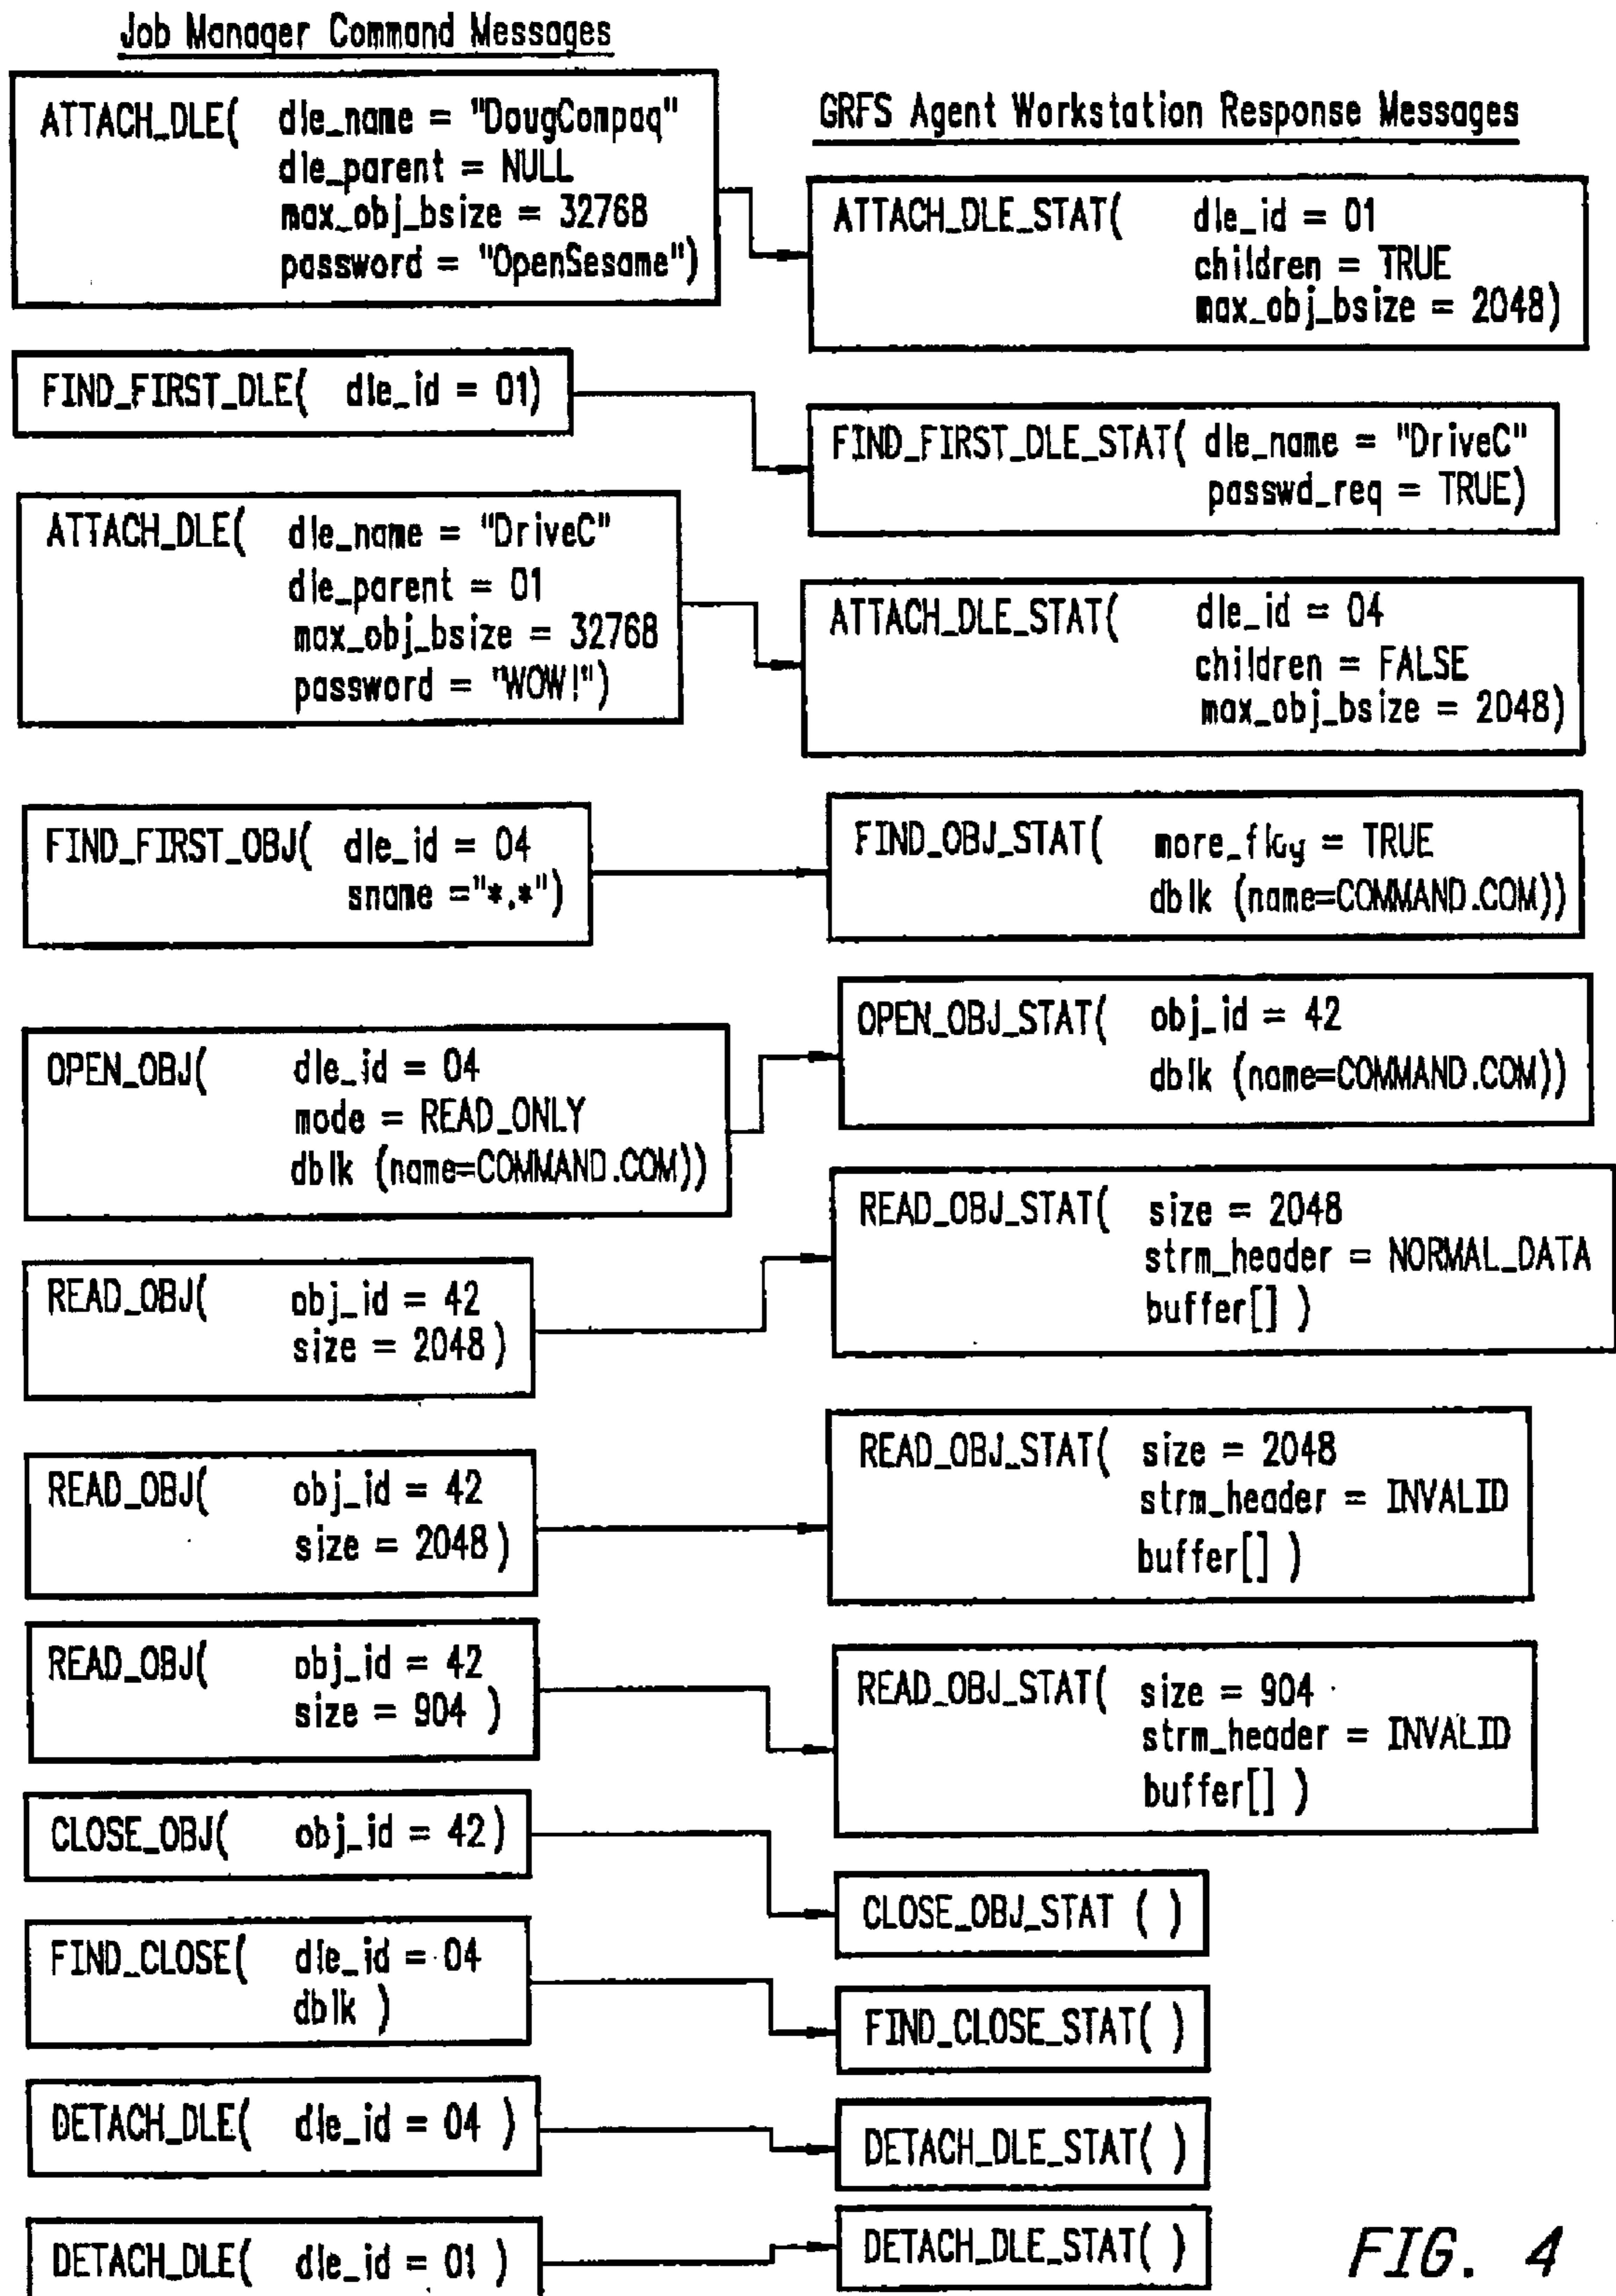 Job Manager Command Messages
ATTACH_DLE( dle_name = "DougCompaq"
dle_parent = NULL
max_obj_bsize = 32768
password = "OpenSesame")
GRFS Agent Workstation Response Messages
ATTACH_DLE_STAT( dle_id = 01
children = TRUE
max_obj_bsize = 2048)
FIND_FIRST_DLE( dle_id = 01)
FIND_FIRST_DLE_STAT( dle_name = "DriveC"
passwd_req = TRUE)
ATTACH_DLE( dle_name = "DriveC"
dle_parent = 01
max_obj_bsize = 32768
password = "WOW!")
ATTACH_DLE_STAT( dle_id = 04
children = FALSE
max_obj_bsize = 2048)
FIND_FIRST_OBJ( dle_id = 04
sname ="*.*")
FIND_OBJ_STAT( more_flag = TRUE
dblk (name=COMMAND.COM))
OPEN_OBJ( dle_id = 04
mode = READ_ONLY
dblk (name=COMMAND.COM))
OPEN_OBJ_STAT( obj_id = 42
dblk (name=COMMAND.COM))
READ_OBJ( obj_id = 42
size = 2048 )
READ_OBJ_STAT( size = 2048
strm_header = NORMAL_DATA
buffer[] )
READ_OBJ( obj_id = 42
size = 2048 )
READ_OBJ_STAT( size = 2048
strm_header = INVALID
buffer[] )
READ_OBJ( obj_id = 42
size = 904 )
READ_OBJ_STAT( size = 904
strm_header = INVALID
buffer[] )
CLOSE_OBJ( obj_id = 42 )
CLOSE_OBJ_STAT ( )
FIND_CLOSE( dle_id = 04
dblk )
FIND_CLOSE_STAT( )
DETACH_DLE( dle_id = 04 )
DETACH_DLE_STAT( )
DETACH_DLE( dle_id = 01 )
DETACH_DLE_STAT( )
FIG. 4